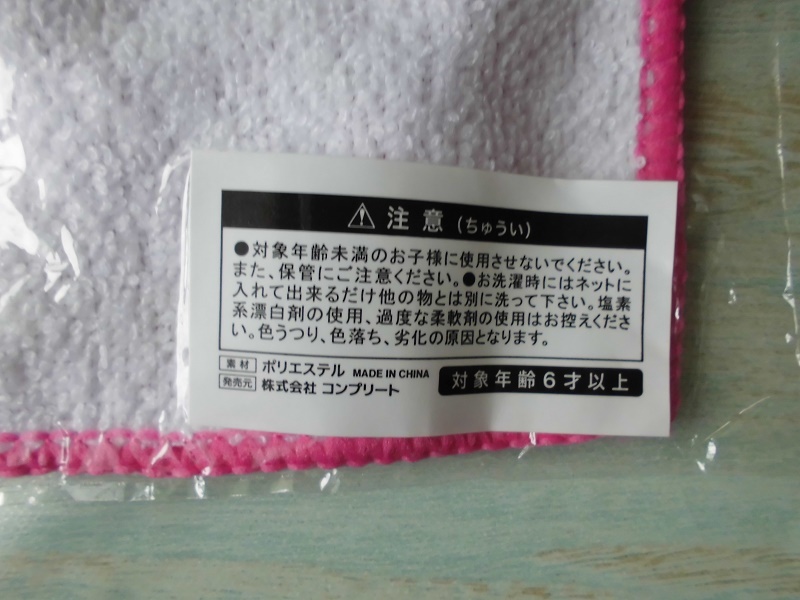 ⚠ 注意(ちゅうい)
●対象年齢未満のお子様に使用させないでください。
また、保管にご注意ください。●お洗濯時にはネットに
入れて出来るだけ他の物とは別に洗って下さい。塩素
系漂白剤の使用、過度な柔軟剤の使用はお控えくださ
い。色うつり、色落ち、劣化の原因となります。
素材 ポリエステル MADE IN CHINA
発売元 株式会社 コンプリート
対象年齢6才以上